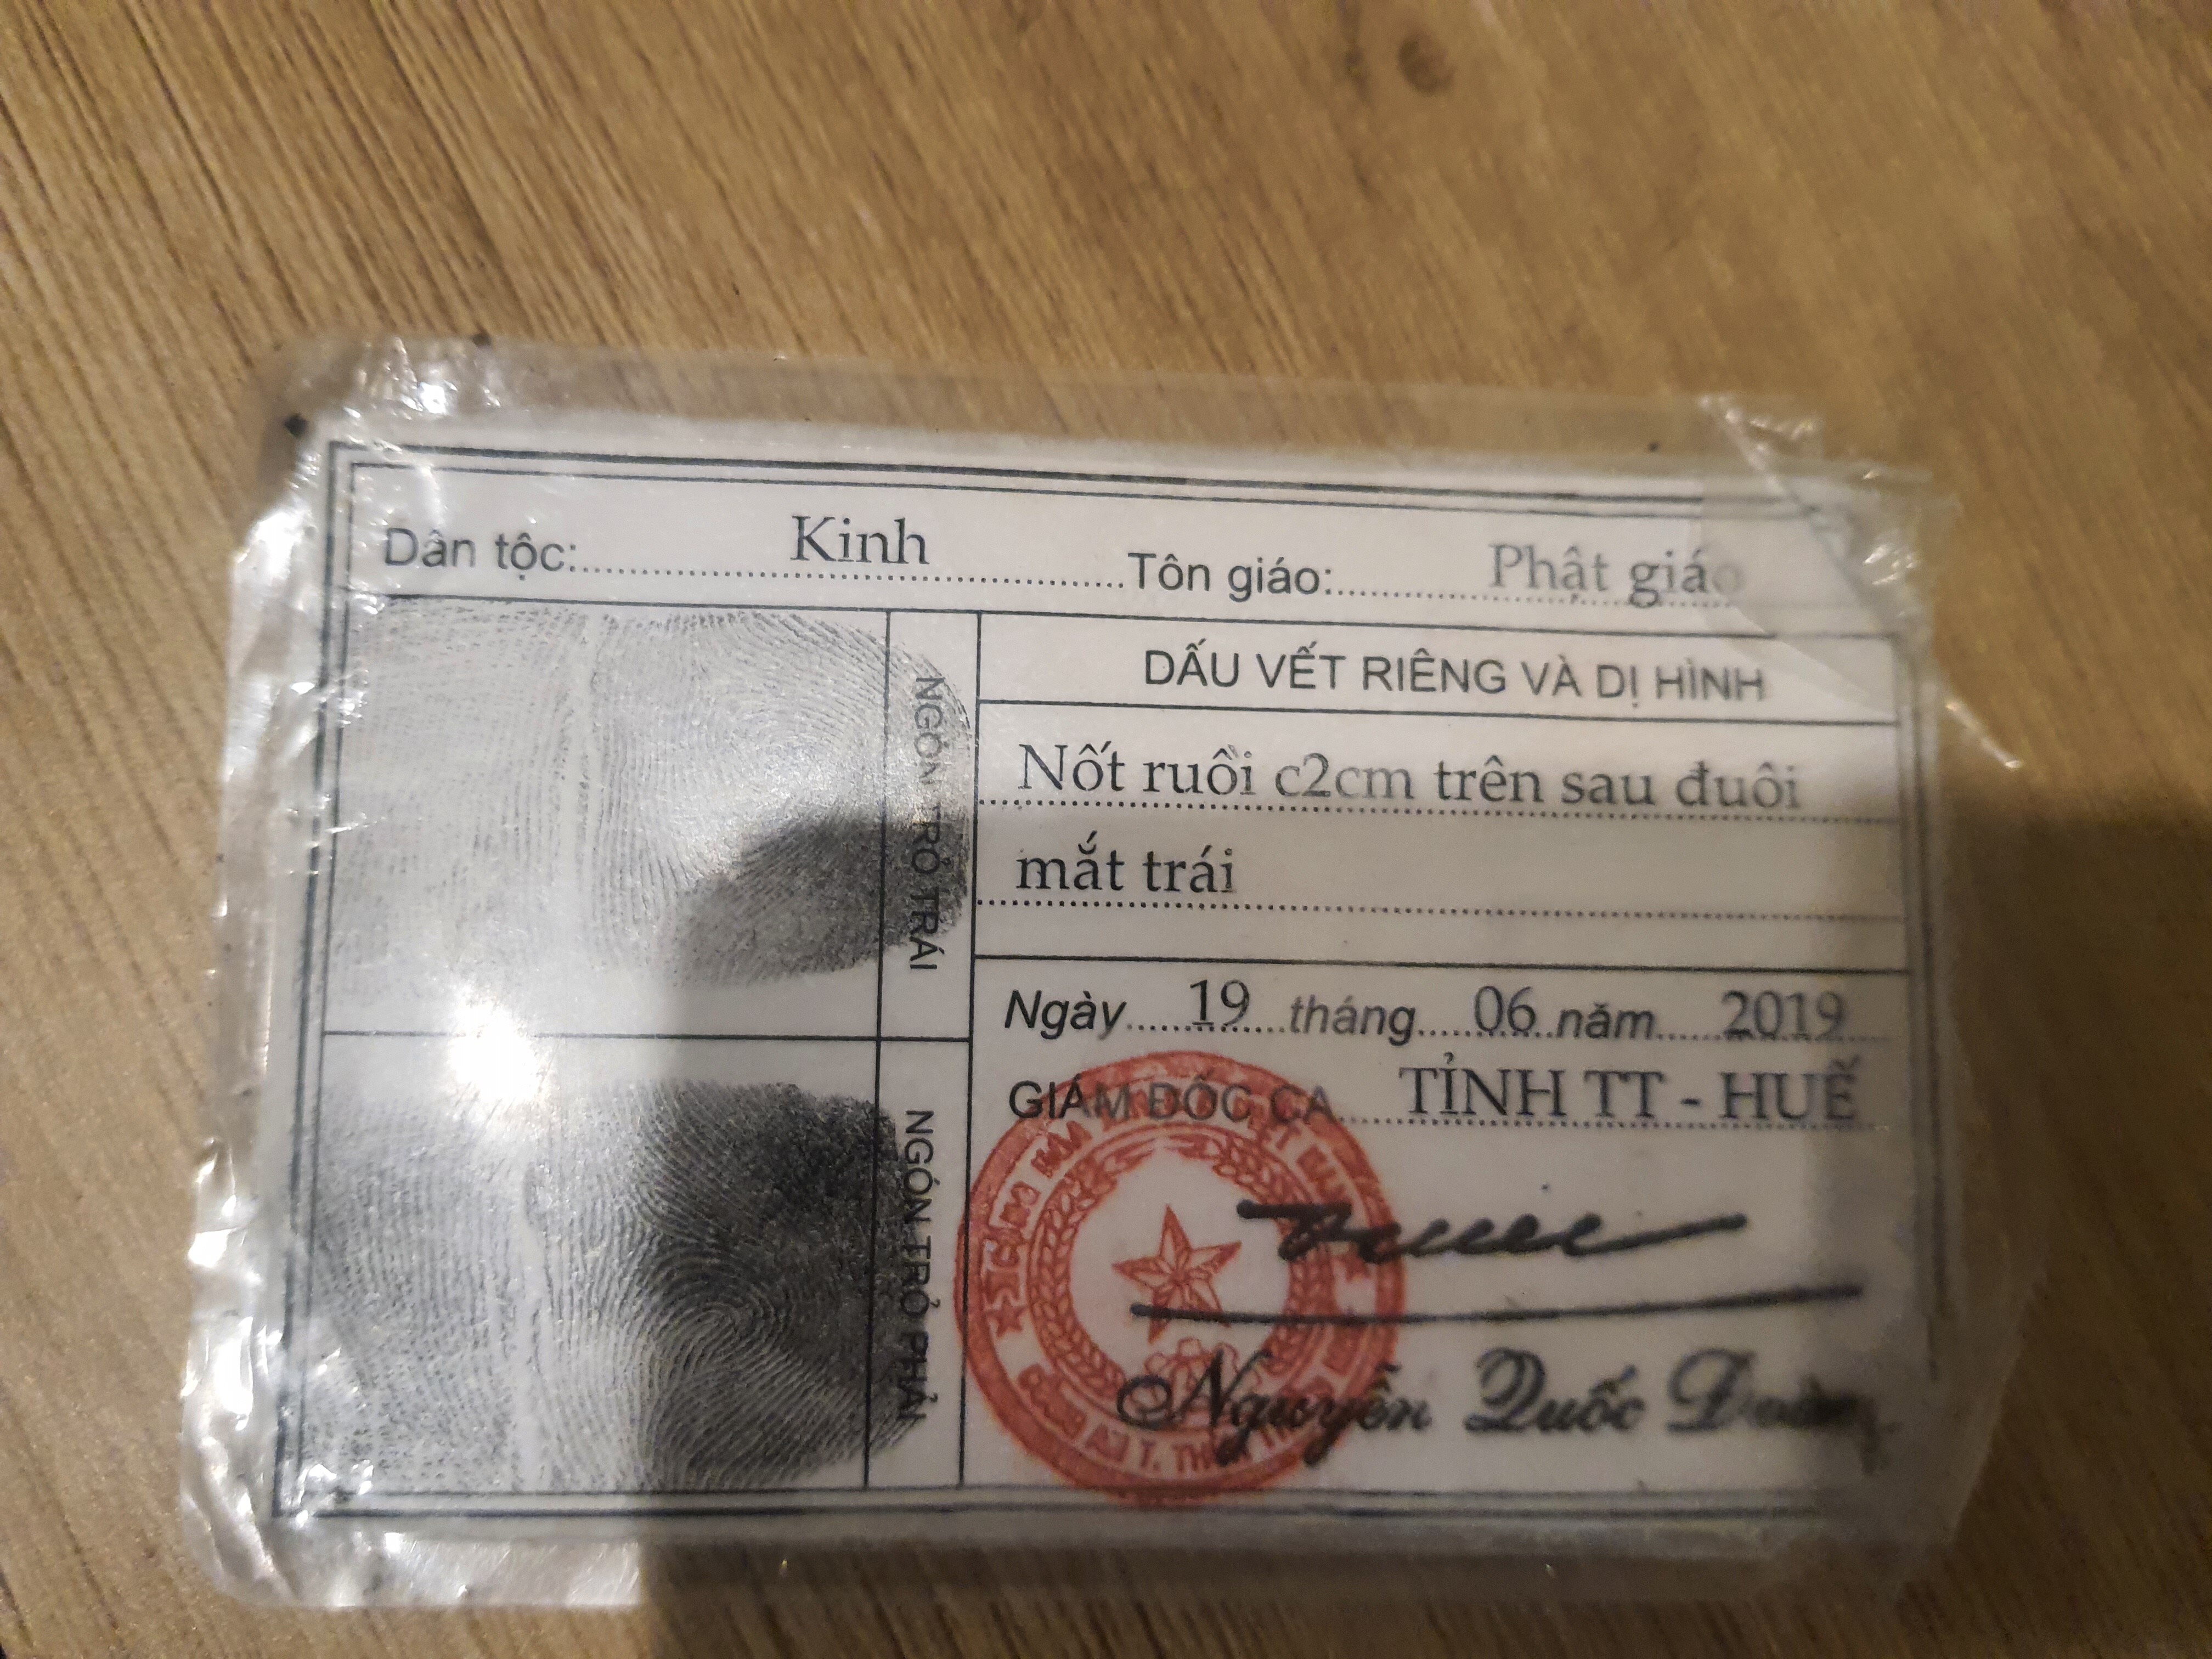 Dân tộc: Kinh Tôn giáo: Phật giáo
NGÓN TRỎ TRÁI
NGÓN TRỎ PHẢI
DẤU VẾT RIÊNG VÀ DỊ HÌNH
Nốt ruồi c2cm trên sau đuôi
mắt trái
Ngày 19 tháng 06 năm 2019
GIÁM ĐỐC CA TỈNH TT - HUẾ
Nguyễn Quốc Đoàn